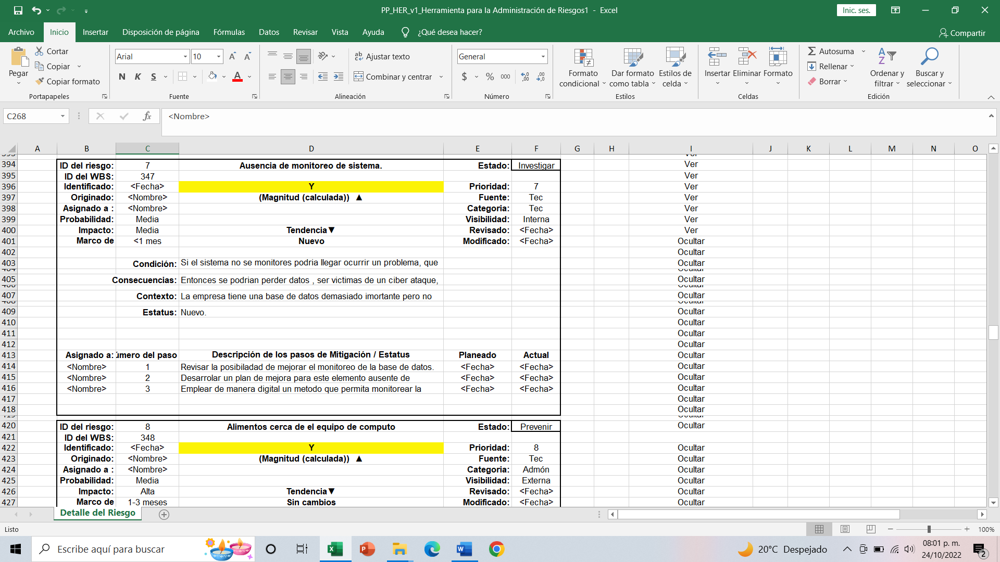 PP_HER_v1_Herramienta para la Administración de Riesgos1 - Excel
Inic. ses.
Archivo Inicio Insertar Disposición de página Fórmulas Datos Revisar Vista Ayuda ¿Qué desea hacer? Compartir
Pegar Cortar
Copiar
Copiar formato
Portapapeles
Arial 10
N K S A
Fuente
Ajustar texto
Combinar y centrar
Alineación
General
$ % 000
Número
Formato condicional
Dar formato como tabla
Estilos de celda
Estilos
Insertar Eliminar Formato
Celdas
Autosuma
Rellenar
Borrar
Ordenar y filtrar
Buscar y seleccionar
Edición
C268 fx <Nombre>
A B C D E F G H I J K L M N O
394 ID del riesgo: 7 Ausencia de monitoreo de sistema. Estado: Investigar Ver
395 ID del WBS: 347 Ver
396 Identificado: <Fecha> Y Prioridad: 7 Ver
397 Originado: <Nombre> (Magnitud (calculada)) ▲ Fuente: Tec Ver
398 Asignado a : <Nombre> Categoria: Tec Ver
399 Probabilidad: Media Visibilidad: Interna Ver
400 Impacto: Media Tendencia▼ Revisado: <Fecha> Ver
401 Marco de <1 mes Nuevo Modificado: <Fecha> Ocultar
402 Ocultar
403 Condición: Si el sistema no se monitores podria llegar ocurrir un problema, que Ocultar
405 Consecuencias: Entonces se podrian perder datos , ser victimas de un ciber ataque, Ocultar
407 Contexto: La empresa tiene una base de datos demasiado imortante pero no Ocultar
409 Estatus: Nuevo. Ocultar
410 Ocultar
411 Ocultar
412 Ocultar
413 Asignado a: úmero del paso Descripción de los pasos de Mitigación / Estatus Planeado Actual Ocultar
414 <Nombre> 1 Revisar la posibiladad de mejorar el monitoreo de la base de datos. <Fecha> <Fecha> Ocultar
415 <Nombre> 2 Desarrolar un plan de mejora para este elemento ausente de <Fecha> <Fecha> Ocultar
416 <Nombre> 3 Emplear de manera digital un metodo que permita monitorear la <Fecha> <Fecha> Ocultar
417 Ocultar
418 Ocultar
420 ID del riesgo: 8 Alimentos cerca de el equipo de computo Estado: Prevenir Ocultar
421 ID del WBS: 348
422 Identificado: <Fecha> Y Prioridad: 8 Ocultar
423 Originado: <Nombre> (Magnitud (calculada)) ▲ Fuente: Tec Ocultar
424 Asignado a : <Nombre> Categoria: Admón Ocultar
425 Probabilidad: Media Visibilidad: Externa Ocultar
426 Impacto: Alta Tendencia▼ Revisado: <Fecha> Ocultar
427 Marco de 1-3 meses Sin cambios Modificado: <Fecha> Ocultar
Detalle del Riesgo
Listo 100%
Escribe aquí para buscar
20°C Despejado
08:01 p. m.
24/10/2022
2